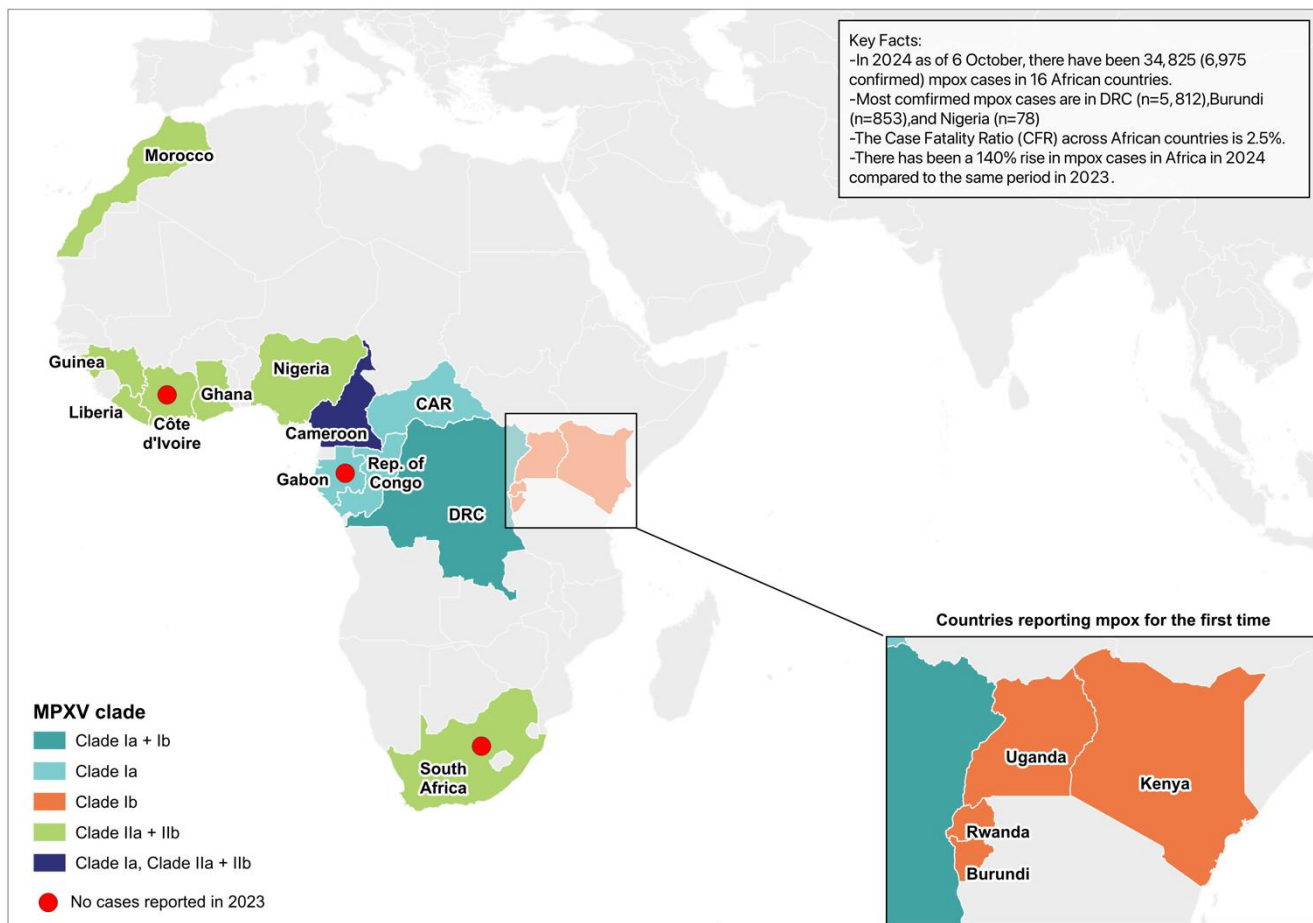 Key Facts:
-In 2024 as of 6 October, there have been 34,825 (6,975
confirmed) mpox cases in 16 African countries.
-Most comfirmed mpox cases are in DRC (n=5,812),Burundi
(n=853),and Nigeria (n=78)
-The Case Fatality Ratio (CFR) across African countries is 2.5%.
-There has been a 140% rise in mpox cases in Africa in 2024
compared to the same period in 2023.
Morocco
Guinea
Nigeria
Ghana
Liberia
Côte
d'Ivoire
Cameroon
CAR
Gabon
Rep. of
Congo
DRC
South
Africa
Countries reporting mpox for the first time
Uganda
Kenya
Rwanda
Burundi
MPXV clade
Clade Ia + Ib
Clade Ia
Clade Ib
Clade IIa + IIb
Clade Ia, Clade IIa + IIb
No cases reported in 2023